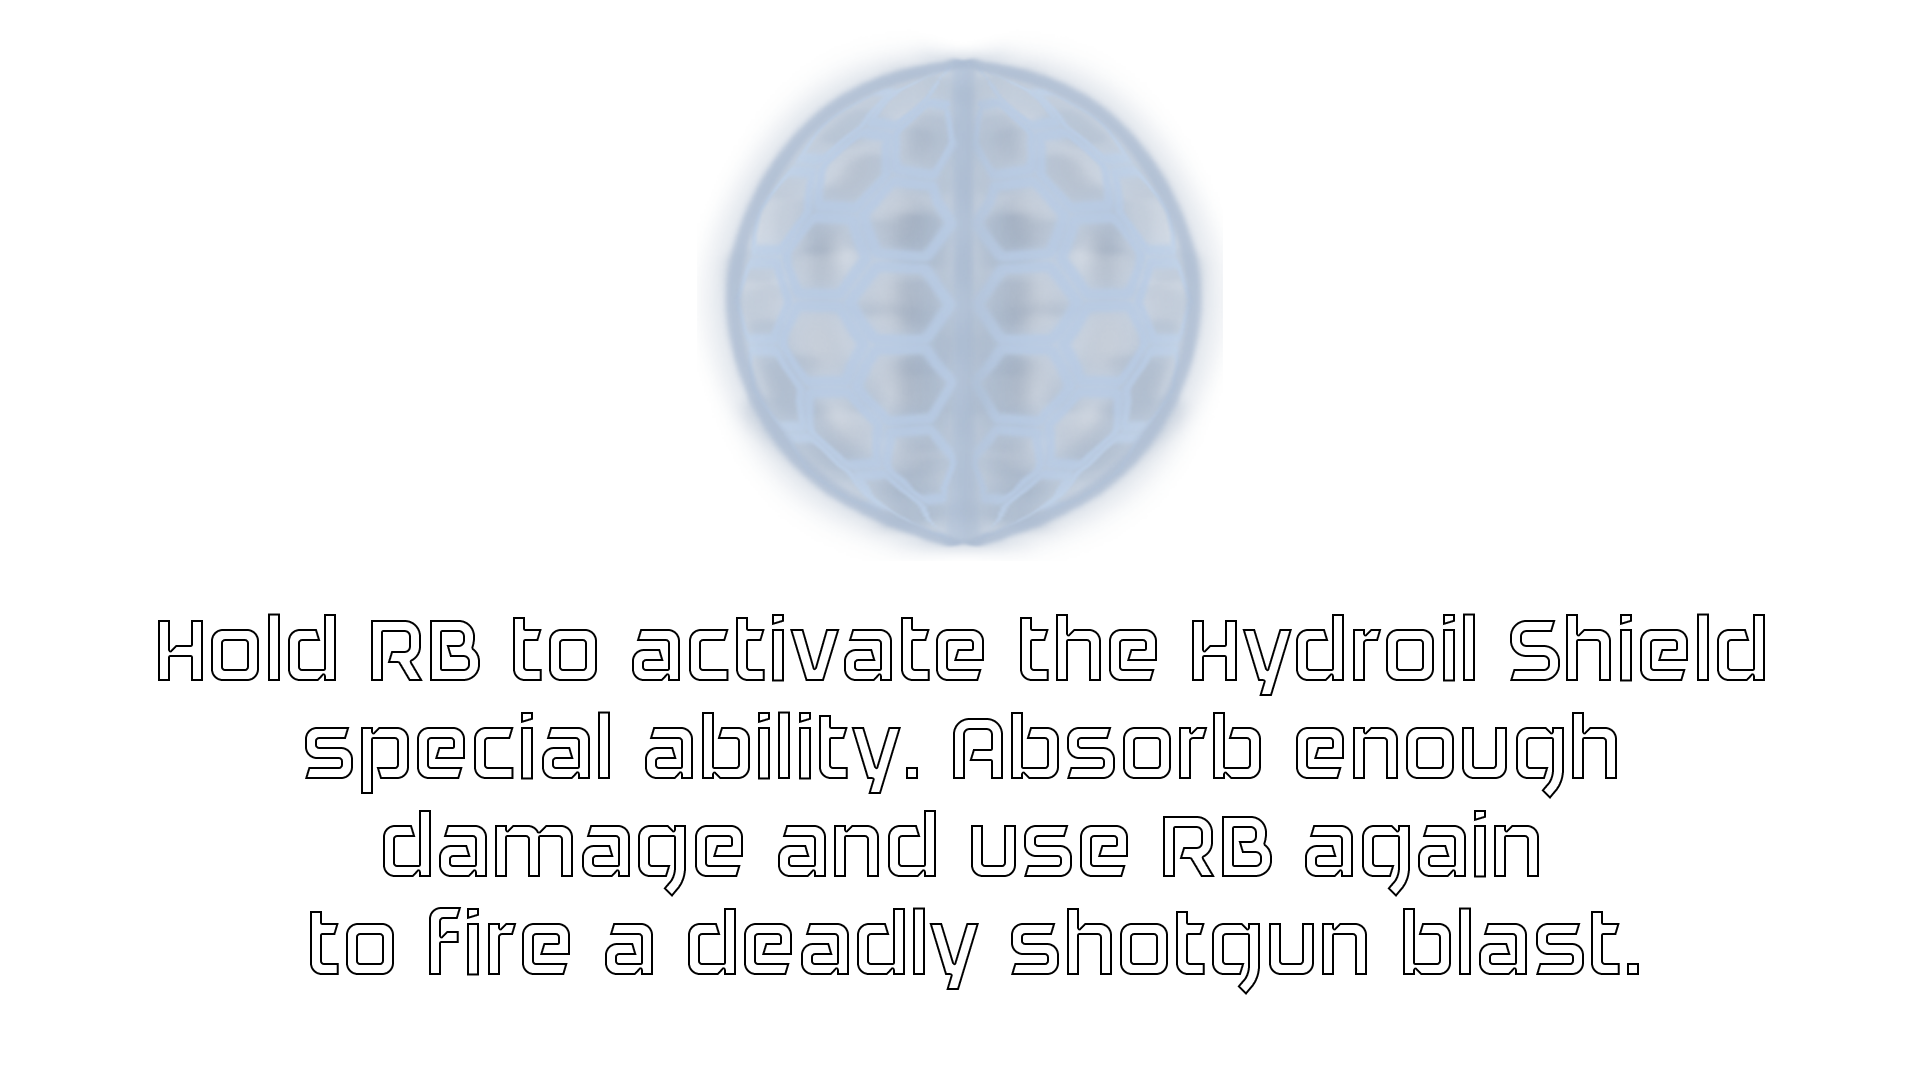 Hold RB to activate the Hydroil Shield
special ability. Absorb enough
damage and use RB again
to fire a deadly shotgun blast.